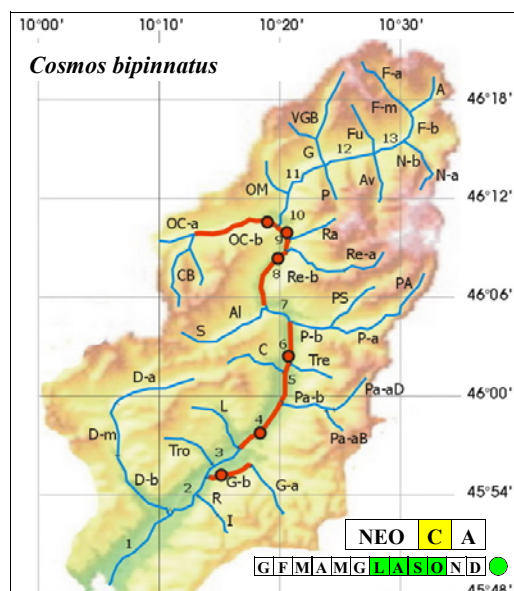 10°00' 10°10' 10°20' 10°30'
Cosmos bipinnatus
F-a
A
46°18'
F-m
VGB
Fu
F-b
13
12
G
N-b
11
N-a
OM
Av
P
46°12'
OC-a
10
Ra
OC-b
9
Re-a
8
CB
Re-b
PA
PS
46°06'
7
Al
S
P-b
P-a
6
C
Tre
5
D-a
46°00'
Pa-aD
Pa-b
L
4
D-m
Pa-aB
Tro
3
D-b
G-b
2
G-a
R
45°54'
I
1
NEO C A
G F M A M G L A S O N D
45°48'